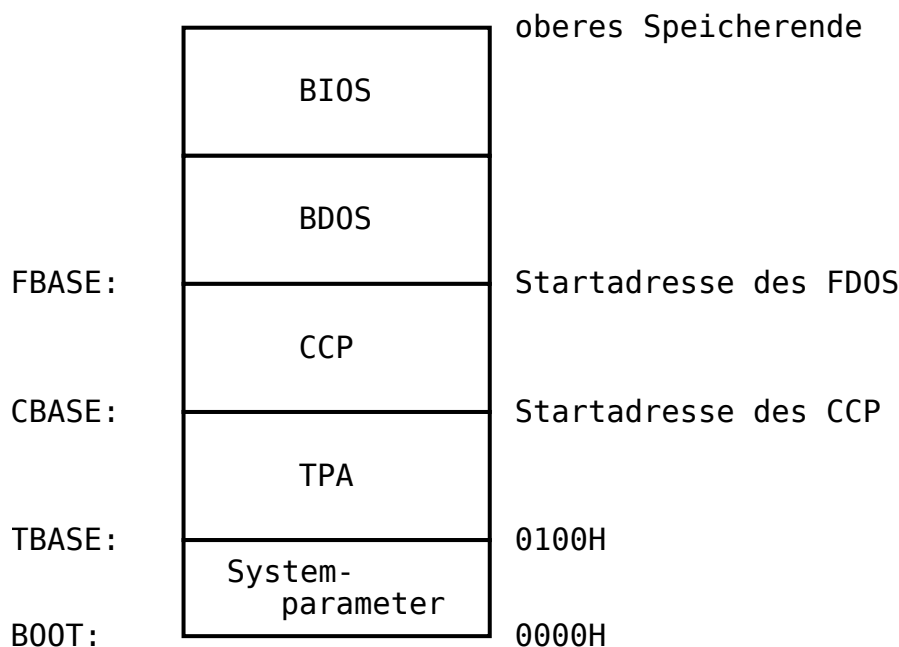 oberes Speicherende
BIOS
BDOS
FBASE: Startadresse des FDOS
CCP
CBASE: Startadresse des CCP
TPA
TBASE: 0100H
System-
parameter
BOOT: 0000H